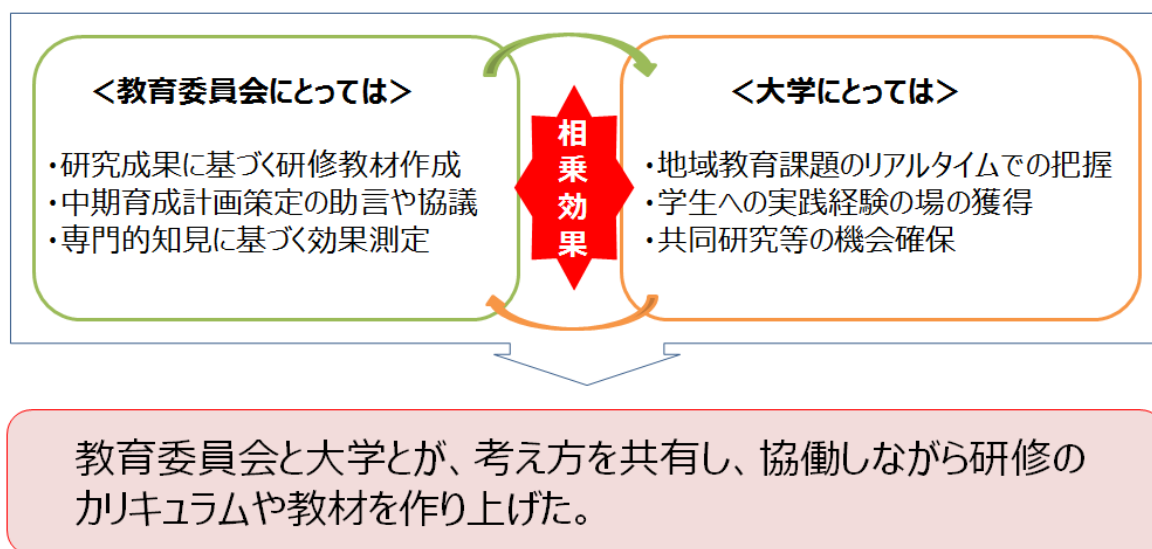 <教育委員会にとっては>
・研究成果に基づく研修教材作成
・中期育成計画策定の助言や協議
・専門的知見に基づく効果測定
相乗効果
<大学にとっては>
・地域教育課題のリアルタイムでの把握
・学生への実践経験の場の獲得
・共同研究等の機会確保
教育委員会と大学とが、考え方を共有し、協働しながら研修の
カリキュラムや教材を作り上げた。